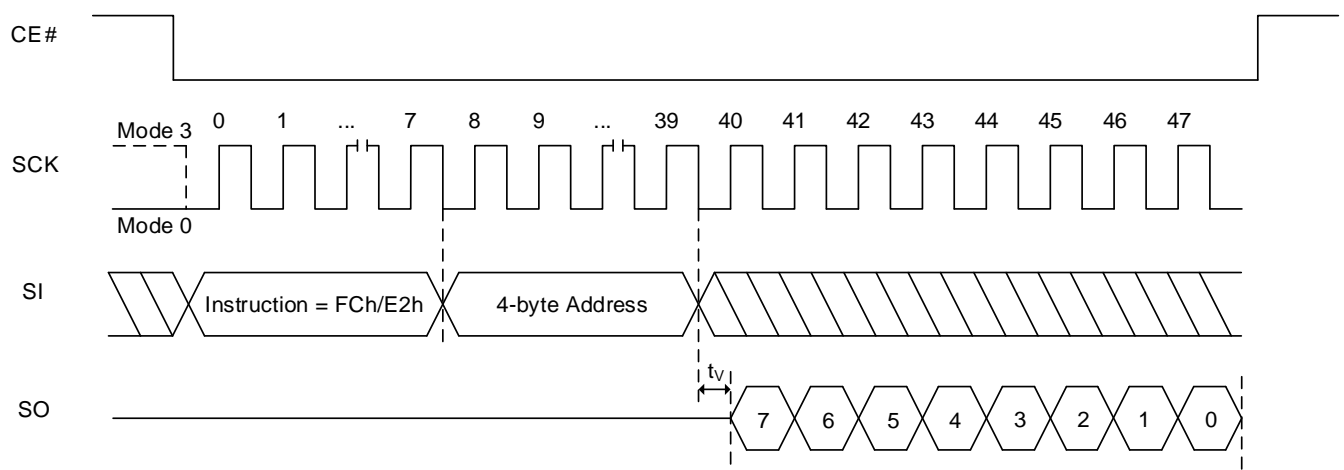 CE#
Mode 3 0 1 ... 7 8 9 ... 39 40 41 42 43 44 45 46 47
SCK
Mode 0
SI Instruction = FCh/E2h 4-byte Address
tV
SO 7 6 5 4 3 2 1 0